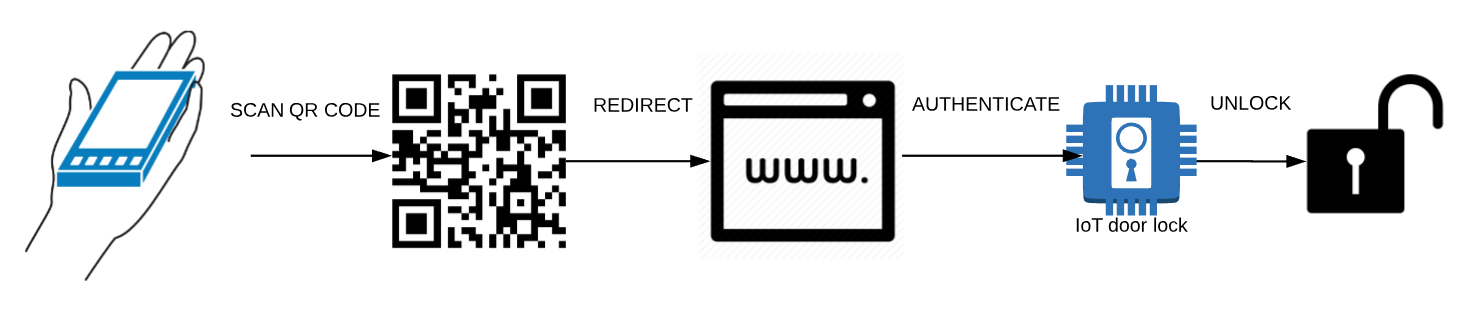 SCAN QR CODE
REDIRECT
www.
AUTHENTICATE
IoT door lock
UNLOCK